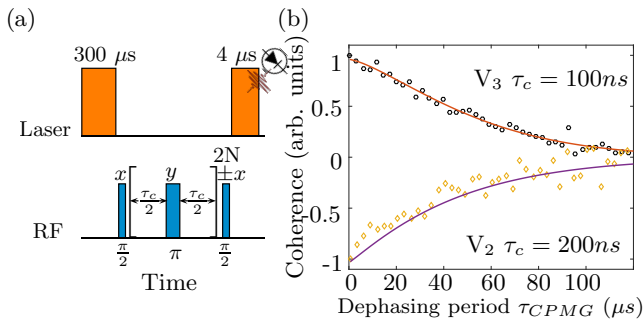 (a)
300 μs
4 μs
Laser
2N
x
y
±x
τc/2
τc/2
RF
π/2
π
π/2
Time
(b)
Coherence (arb. units)
1
0.5
0
-0.5
-1
V3 τc = 100ns
V2 τc = 200ns
0 20 40 60 80 100
Dephasing period τCPMG (μs)